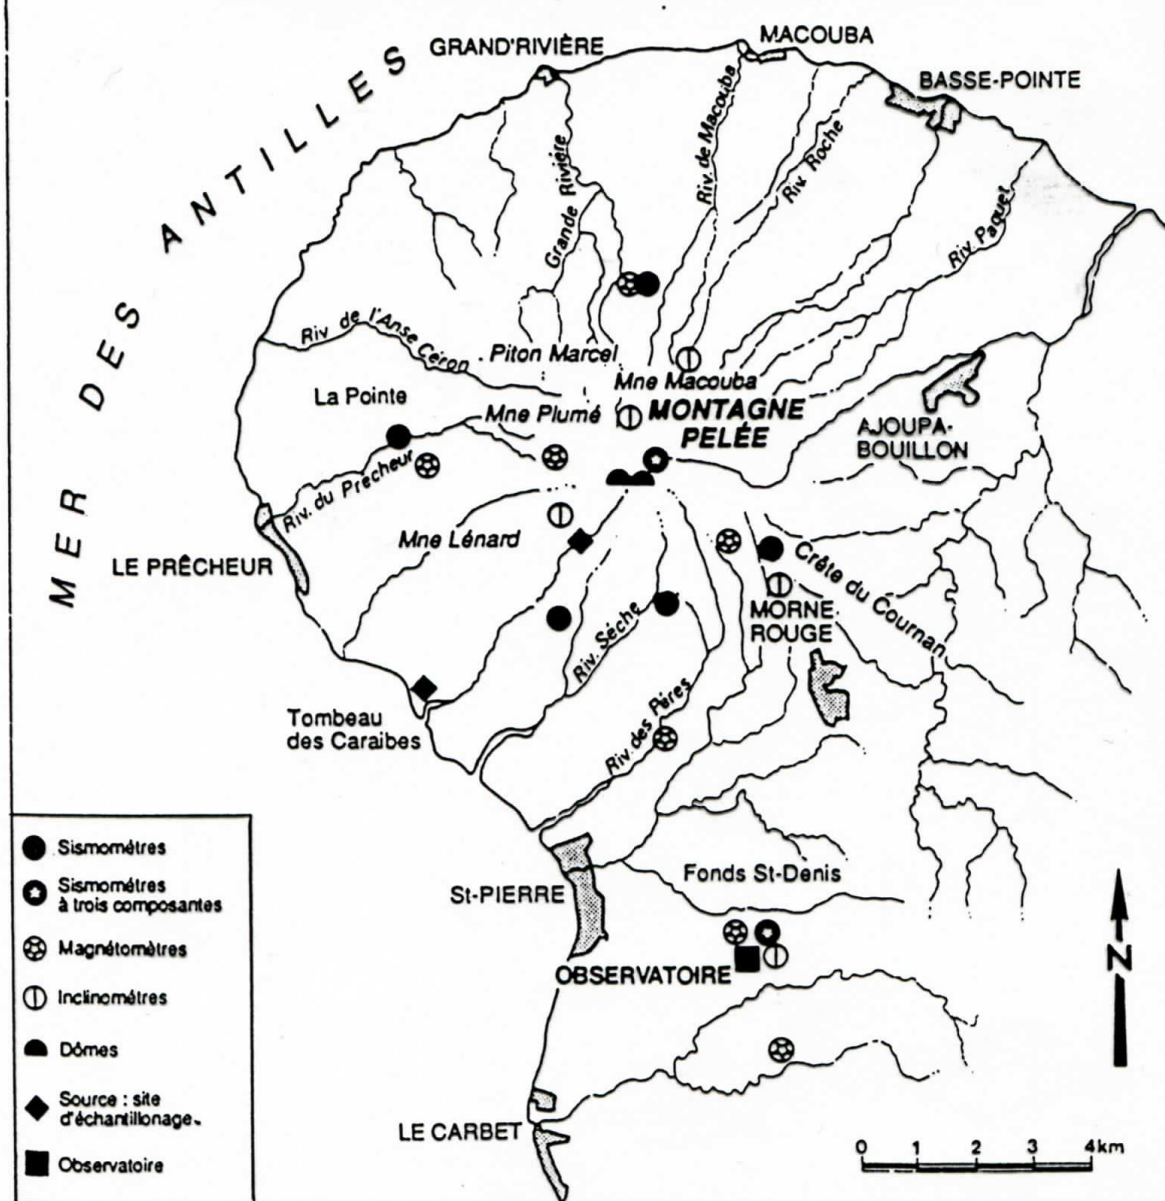 MER DES ANTILLES
GRAND'RIVIÈRE
MACOUBA
BASSE-POINTE
Grande Rivière
Riv. de Macouba
Riv. Roche
Riv. Paquet
Riv de l'Anse Céron
Piton Marcel
Mne Macouba
La Pointe
Mne Plumé
MONTAGNE
PELÉE
AJOUPA-
BOUILLON
Riv. du Prêcheur
Mne Lénard
LE PRÊCHEUR
Crête du Cournan
MORNE
ROUGE
Riv. Sèche
Riv. des Pères
Tombeau
des Caraibes
Fonds St-Denis
St-PIERRE
OBSERVATOIRE
LE CARBET
N
0 1 2 3 4 km
Sismomètres
Sismomètres
à trois composantes
Magnétomètres
Inclinomètres
Dômes
Source : site
d'échantillonage.
Observatoire